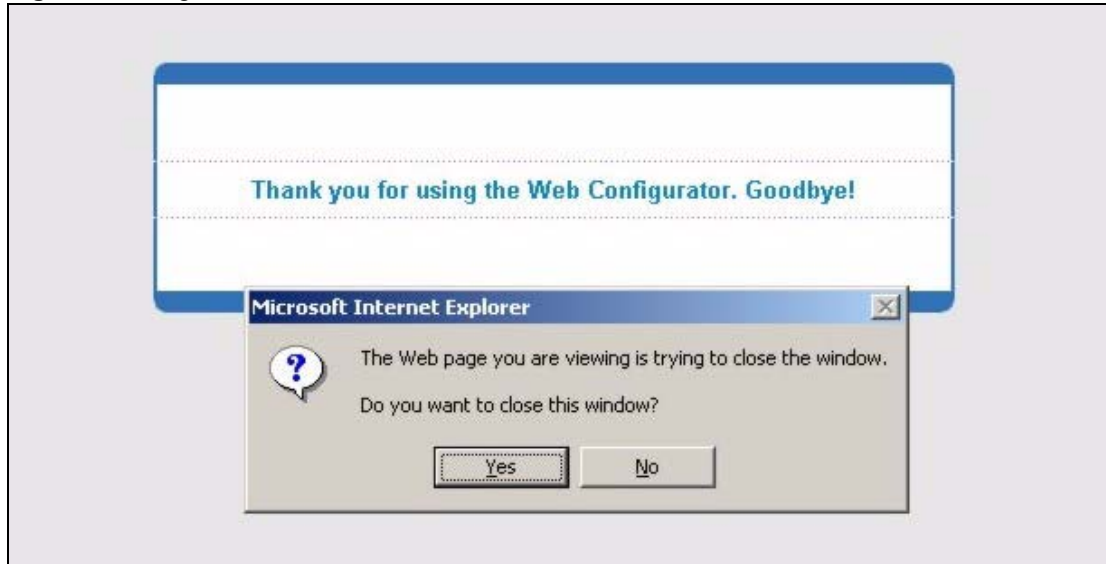 Thank you for using the Web Configurator. Goodbye!
Microsoft Internet Explorer
The Web page you are viewing is trying to close the window.
Do you want to close this window?
Yes
No